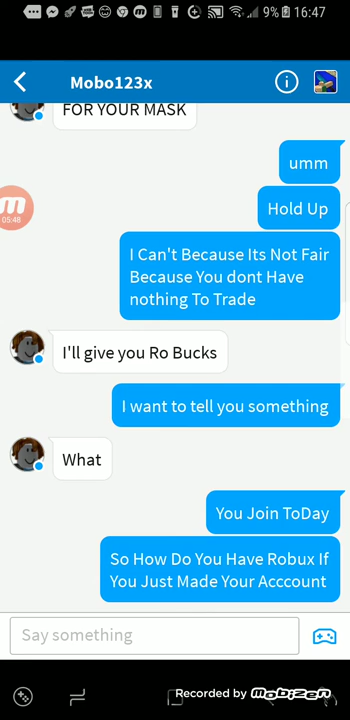 9% 16:47
Mobo123x
FOR YOUR MASK
umm
Hold Up
05:48
I Can't Because Its Not Fair
Because You dont Have
nothing To Trade
I'll give you Ro Bucks
I want to tell you something
What
You Join ToDay
So How Do You Have Robux If
You Just Made Your Acccount
Say something
Recorded by mobizen